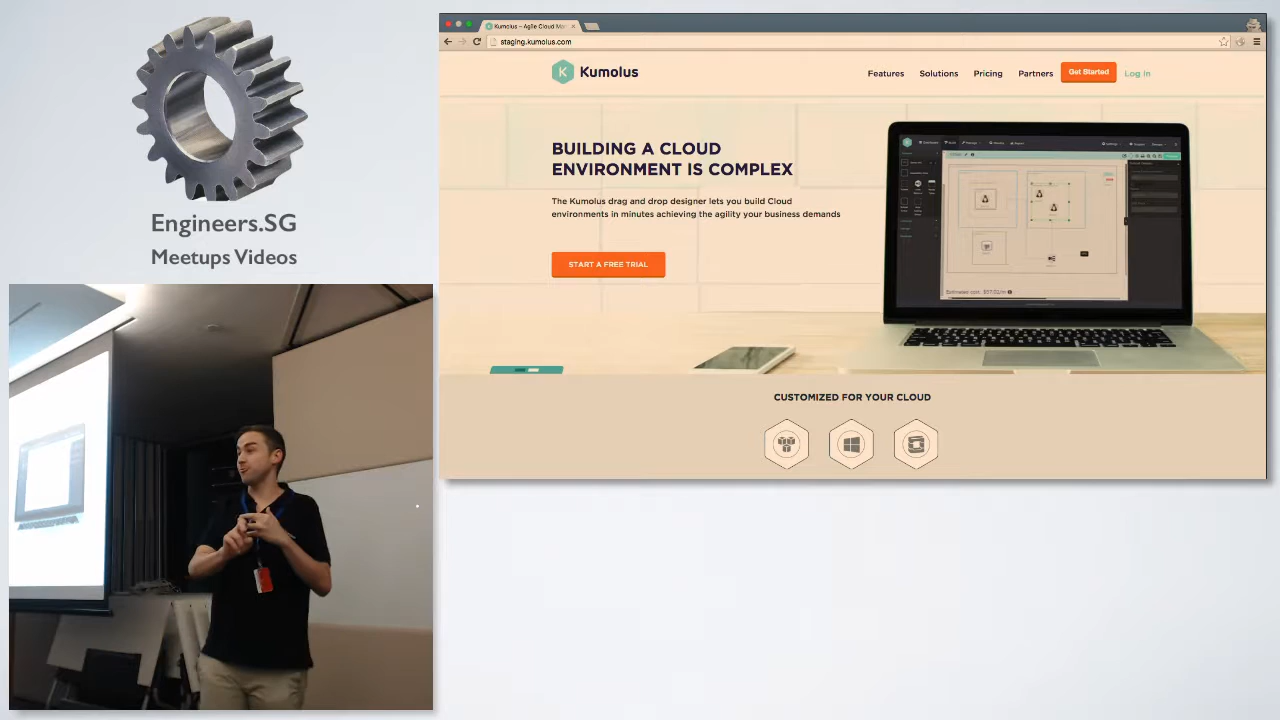 Engineers.SG
Meetups Videos
Kumolus – Agile Cloud Ma
staging.kumolus.com
K Kumolus
Features Solutions Pricing Partners Get Started Log In
BUILDING A CLOUD
ENVIRONMENT IS COMPLEX
The Kumolus drag and drop designer lets you build Cloud
environments in minutes achieving the agility your business demands
START A FREE TRIAL
CUSTOMIZED FOR YOUR CLOUD